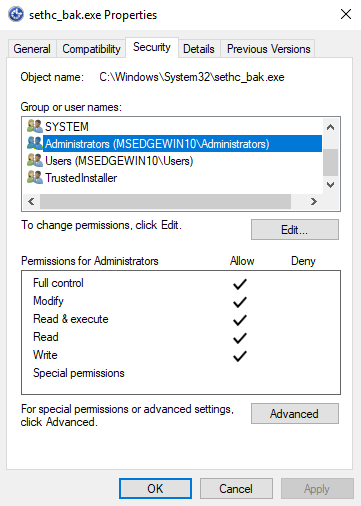 sethc_bak.exe Properties
General Compatibility Security Details Previous Versions
Object name: C:\Windows\System32\sethc_bak.exe
Group or user names:
SYSTEM
Administrators (MSEDGEWIN10\Administrators)
Users (MSEDGEWIN10\Users)
TrustedInstaller
To change permissions, click Edit.
Edit...
Permissions for Administrators Allow Deny
Full control
Modify
Read & execute
Read
Write
Special permissions
For special permissions or advanced settings,
click Advanced.
Advanced
OK Cancel Apply